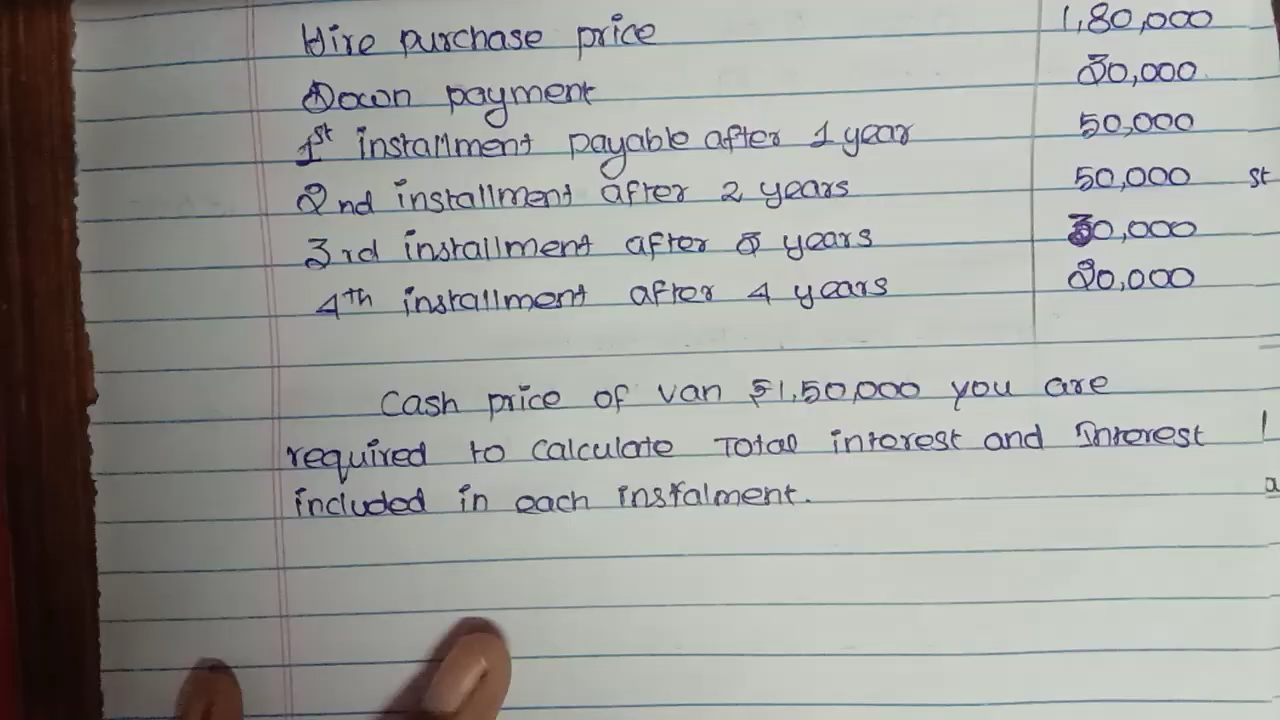 Hire purchase price 1,80,000
Down payment 30,000
1st installment payable after 1 year 50,000
2nd installment after 2 years 50,000 st
3rd installment after 3 years 30,000
4th installment after 4 years 20,000
Cash price of van ₹1,50,000 you are
required to calculate Total interest and Interest
included in each instalment.